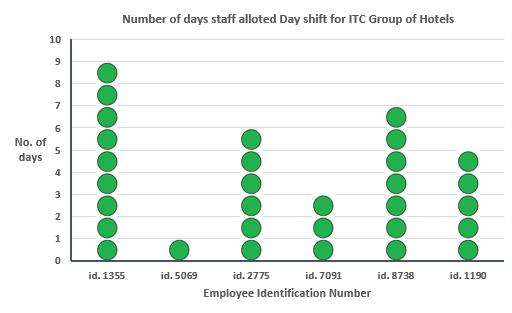 Number of days staff alloted Day shift for ITC Group of Hotels
10
9
8
7
6
5
4
3
2
1
0
No. of
days
id. 1355 id. 5069 id. 2775 id. 7091 id. 8738 id. 1190
Employee Identification Number